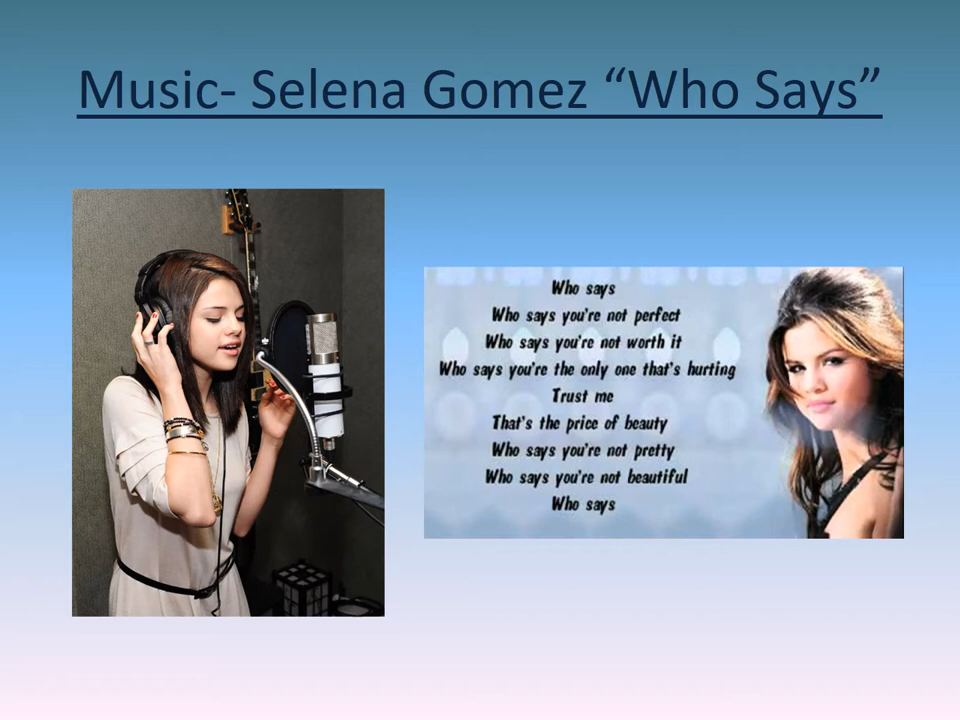 Music- Selena Gomez “Who Says”
Who says
Who says you're not perfect
Who says you're not worth it
Who says you're the only one that's hurting
Trust me
That's the price of beauty
Who says you're not pretty
Who says you're not beautiful
Who says